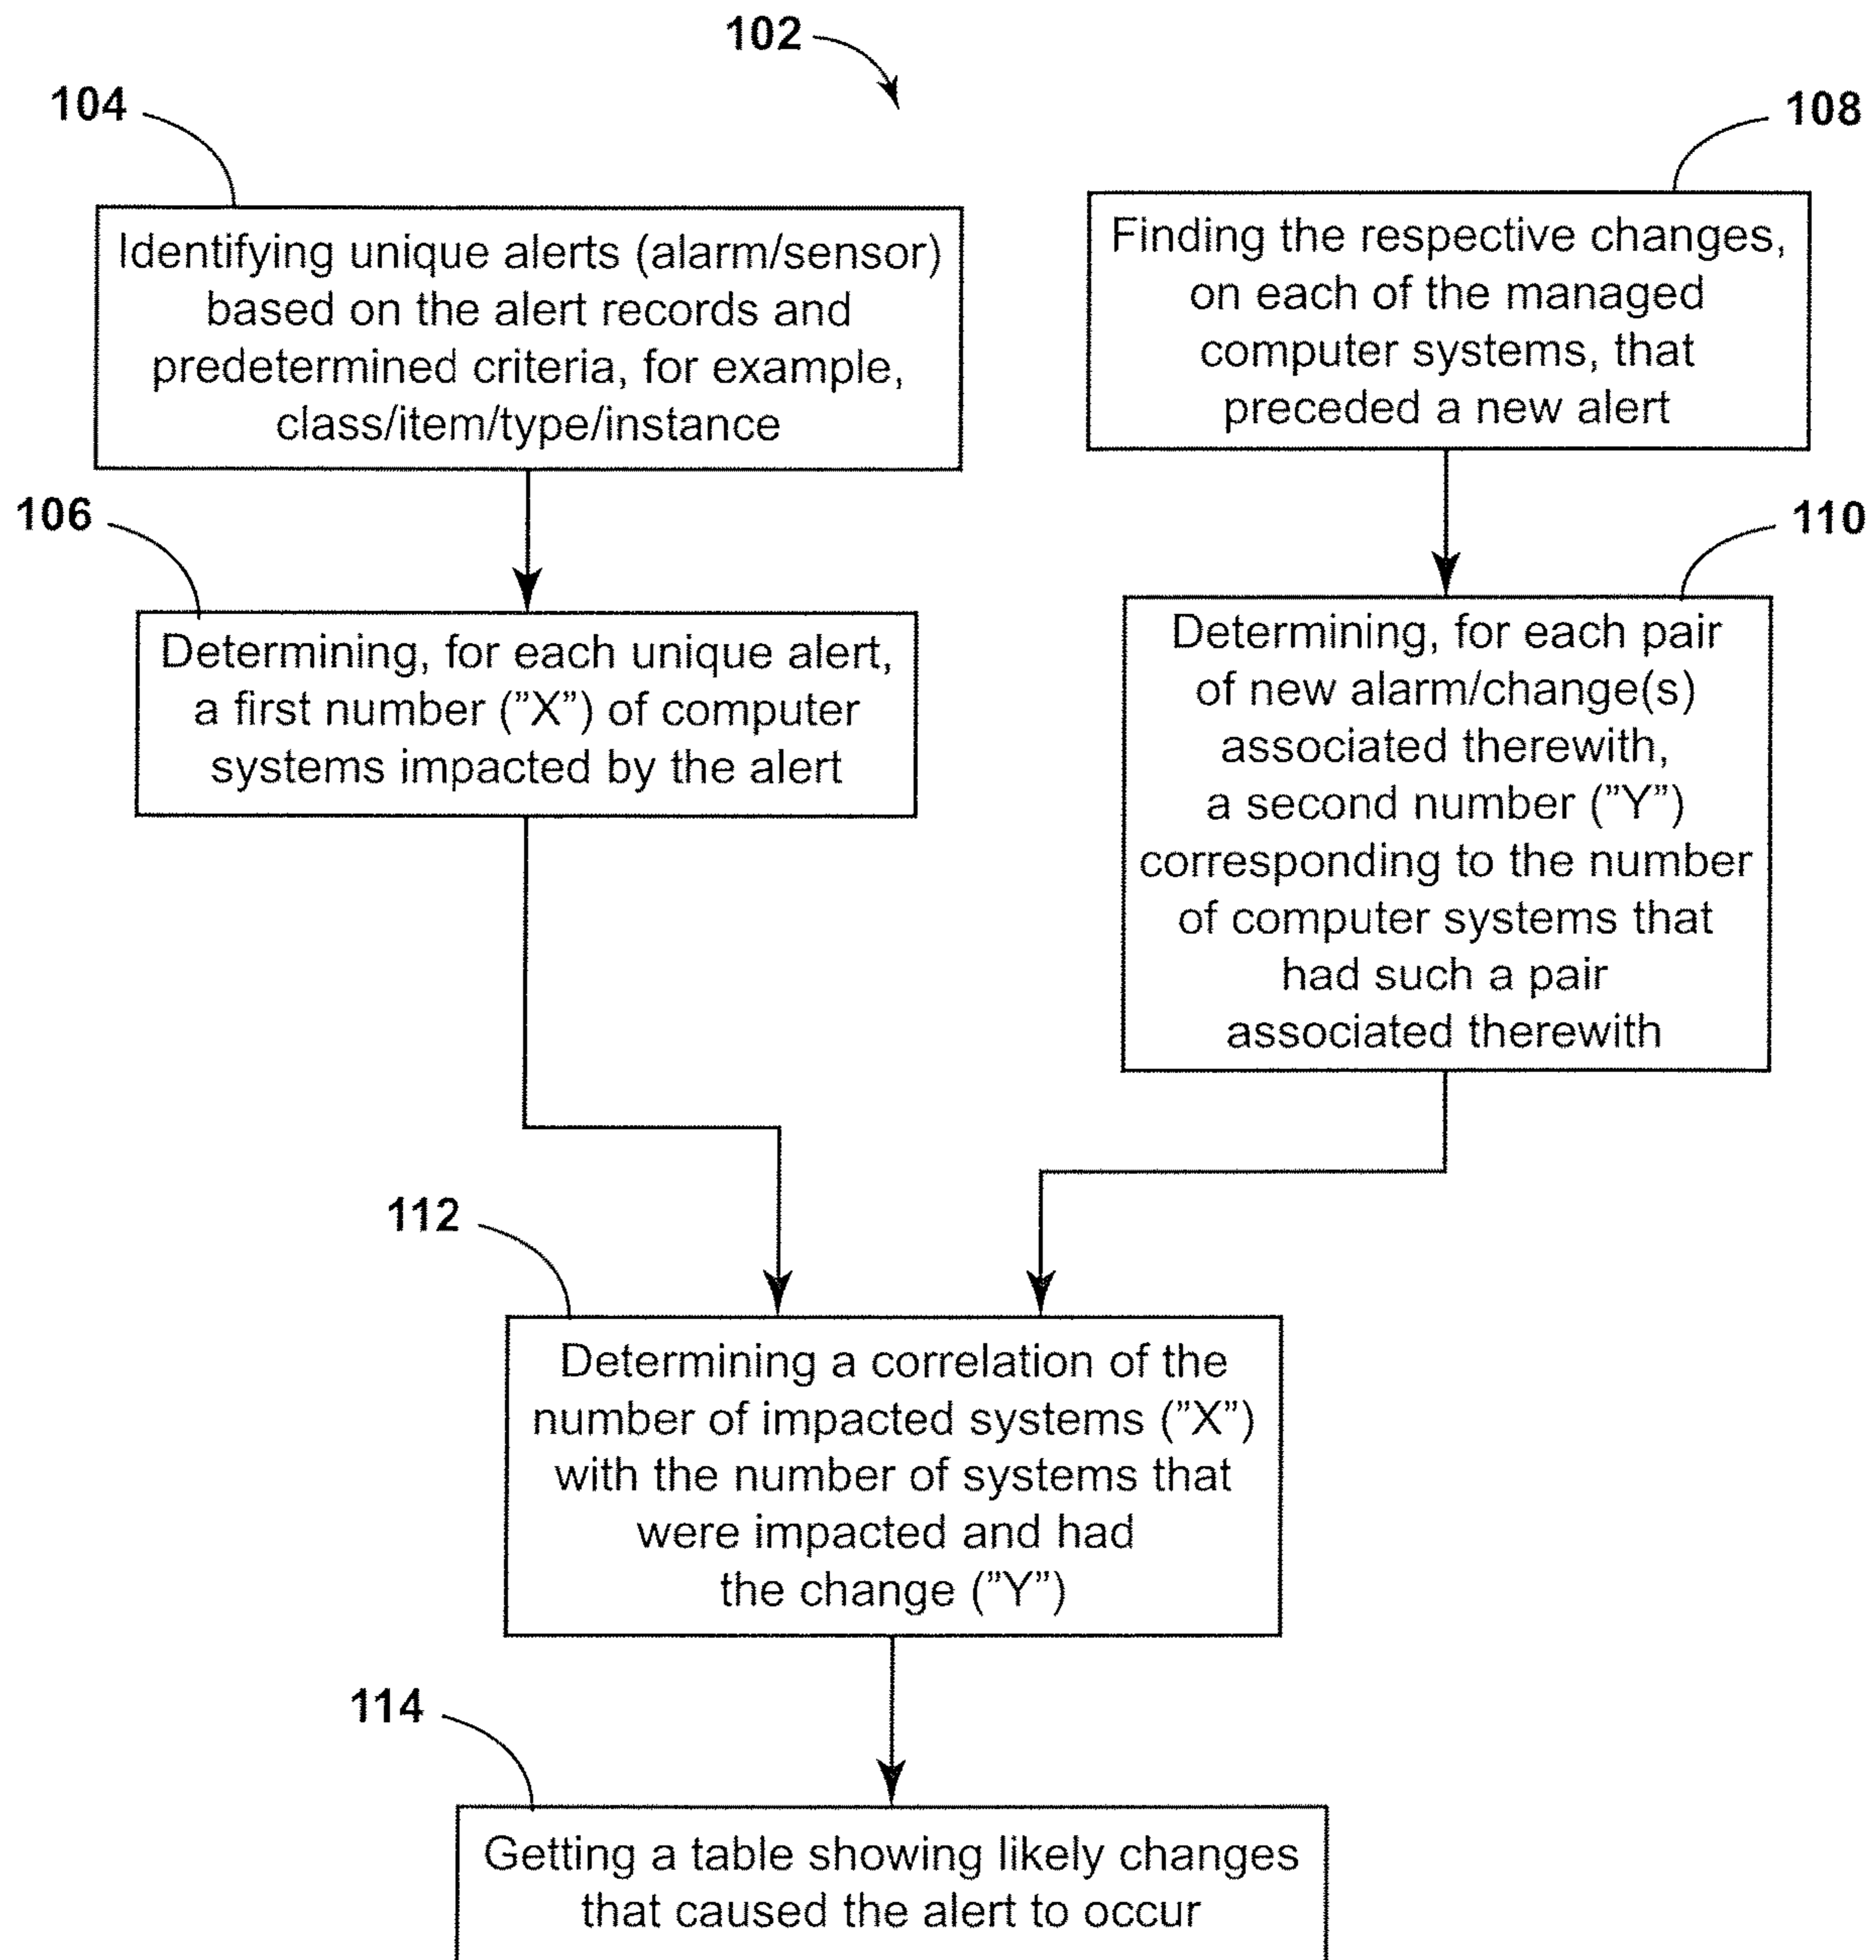 102
104
Identifying unique alerts (alarm/sensor)
based on the alert records and
predetermined criteria, for example,
class/item/type/instance
108
Finding the respective changes,
on each of the managed
computer systems, that
preceded a new alert
106
Determining, for each unique alert,
a first number (”X”) of computer
systems impacted by the alert
110
Determining, for each pair
of new alarm/change(s)
associated therewith,
a second number (”Y”)
corresponding to the number
of computer systems that
had such a pair
associated therewith
112
Determining a correlation of the
number of impacted systems (”X”)
with the number of systems that
were impacted and had
the change (”Y”)
114
Getting a table showing likely changes
that caused the alert to occur